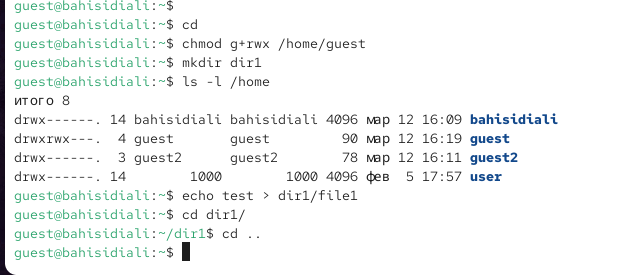 guest@bahisidiali:~$
guest@bahisidiali:~$ cd
guest@bahisidiali:~$ chmod g+rwx /home/guest
guest@bahisidiali:~$ mkdir dir1
guest@bahisidiali:~$ ls -l /home
итого 8
drwx------. 14 bahisidiali bahisidiali 4096 мар 12 16:09 bahisidiali
drwxrwx---.  4 guest       guest         90 мар 12 16:19 guest
drwx------.  3 guest2      guest2        78 мар 12 16:11 guest2
drwx------. 14        1000        1000 4096 фев  5 17:57 user
guest@bahisidiali:~$ echo test > dir1/file1
guest@bahisidiali:~$ cd dir1/
guest@bahisidiali:~/dir1$ cd ..
guest@bahisidiali:~$